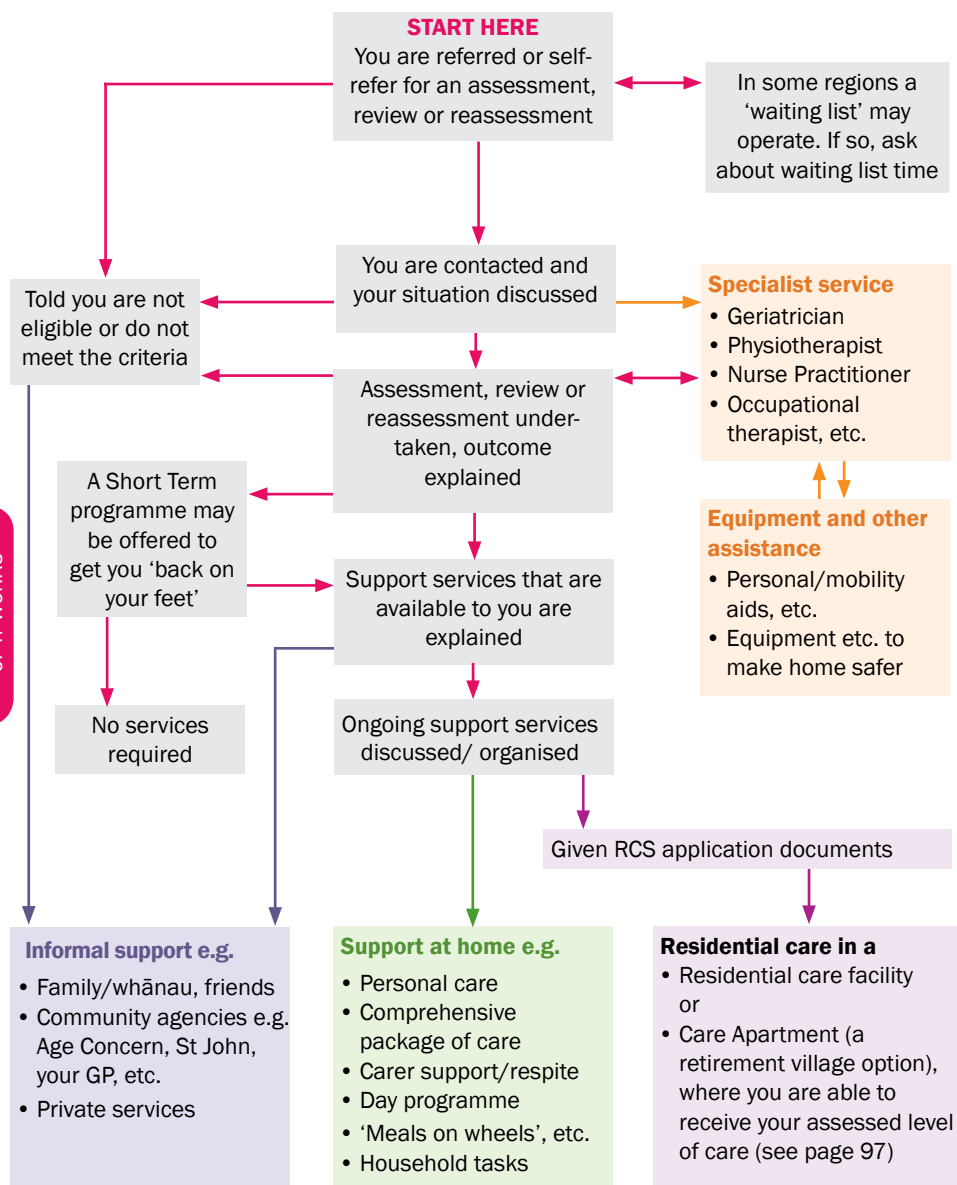 START HERE
You are referred or self-
refer for an assessment,
review or reassessment
In some regions a
‘waiting list’ may
operate. If so, ask
about waiting list time
You are contacted and
your situation discussed
Told you are not
eligible or do not
meet the criteria
Specialist service
• Geriatrician
• Physiotherapist
• Nurse Practitioner
• Occupational
therapist, etc.
Assessment, review or
reassessment under-
taken, outcome
explained
A Short Term
programme may
be offered to
get you ‘back on
your feet’
Equipment and other
assistance
• Personal/mobility
aids, etc.
• Equipment etc. to
make home safer
Support services that are
available to you are
explained
No services
required
Ongoing support services
discussed/ organised
Given RCS application documents
Informal support e.g.
• Family/whānau, friends
• Community agencies e.g.
Age Concern, St John,
your GP, etc.
• Private services
Support at home e.g.
• Personal care
• Comprehensive
package of care
• Carer support/respite
• Day programme
• ‘Meals on wheels’, etc.
• Household tasks
Residential care in a
• Residential care facility
or
• Care Apartment (a
retirement village option),
where you are able to
receive your assessed level
of care (see page 97)